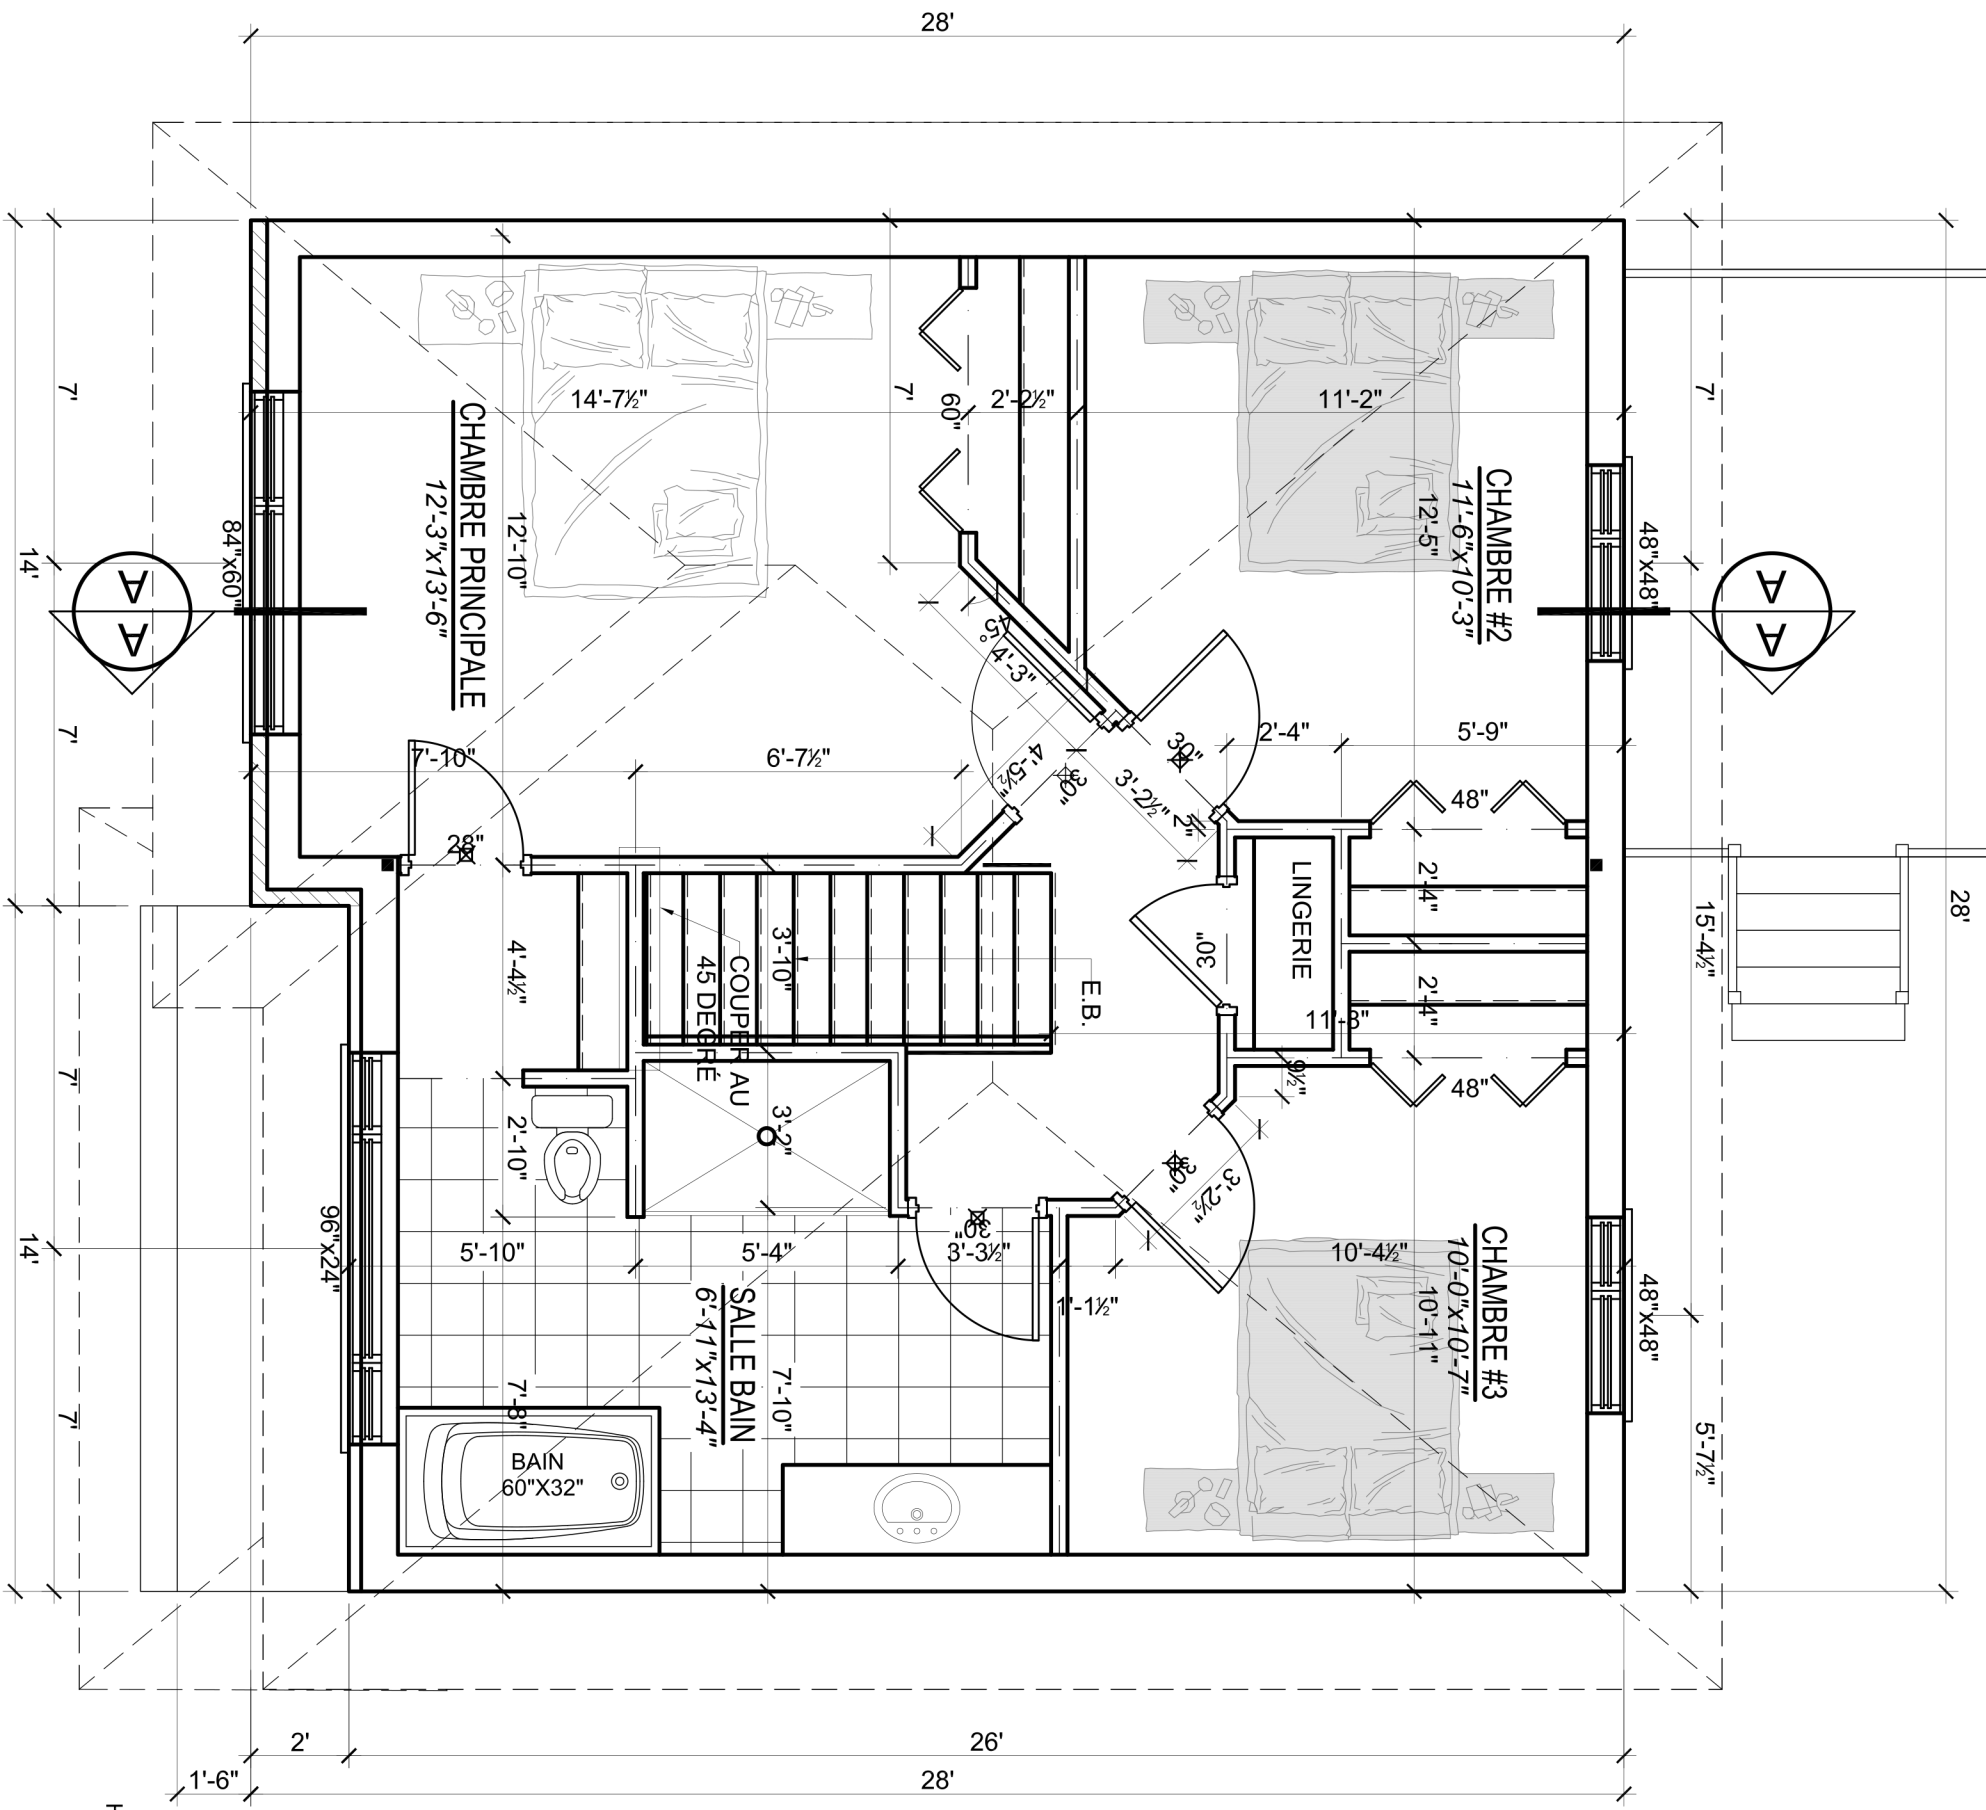 28'
7'
14'
7'
7'
14'
7'
84"x60"
96"x24"
A
A
CHAMBRE PRINCIPALE
12'-3"x13'-6"
12'-10"
14'-7½"
7'
60"
2'-2½"
11'-2"
CHAMBRE #2
11'-6"x10'-3"
12'-5"
48"x48"
A
A
7'
28'
15'-4½"
5'-7½"
45°
4'-3"
4'-5½"
30"
30"
3'-2½"
2"
2'-4"
5'-9"
7'-10"
6'-7½"
28"
48"
2'-4"
LINGERIE
30"
2'-4"
11'-8"
9½"
48"
4'-4½"
COUPER AU
45 DEGRÉ
3'-10"
E.B.
3'-2"
2'-10"
30"
3'-2½"
30"
5'-10"
5'-4"
3'-3½"
1'-1½"
10'-4½"
SALLE BAIN
6'-11"x13'-4"
7'-10"
7'-8"
BAIN
60"X32"
CHAMBRE #3
10'-0"x10'-7"
10'-11"
48"x48"
2'
26'
1'-6"
28'